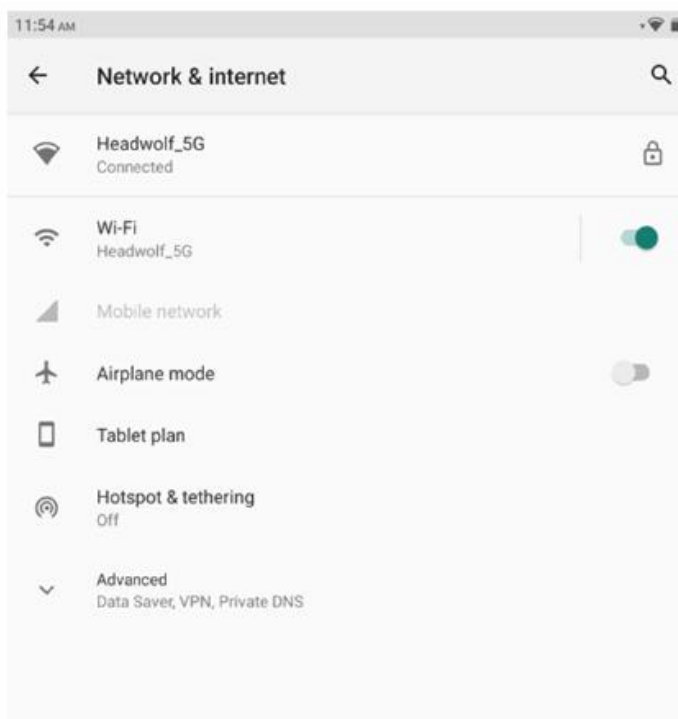 11:54 AM
Network & internet
Headwolf_5G
Connected
Wi-Fi
Headwolf_5G
Mobile network
Airplane mode
Tablet plan
Hotspot & tethering
Off
Advanced
Data Saver, VPN, Private DNS